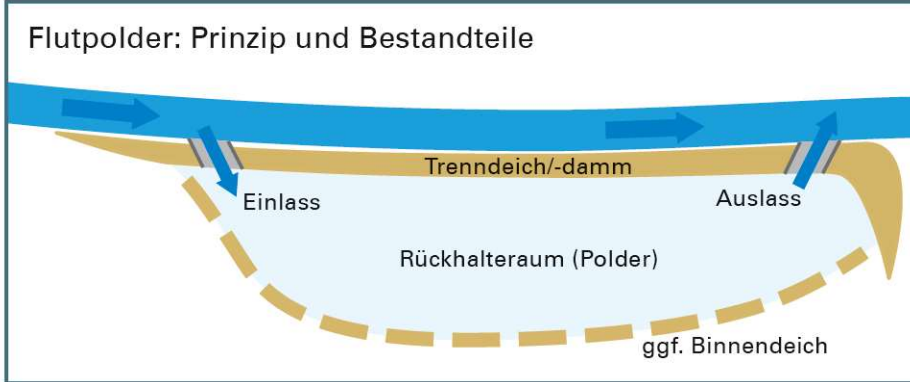 Flutpolder: Prinzip und Bestandteile
Trenndeich/-damm
Einlass
Auslass
Rückhalteraum (Polder)
ggf. Binnendeich